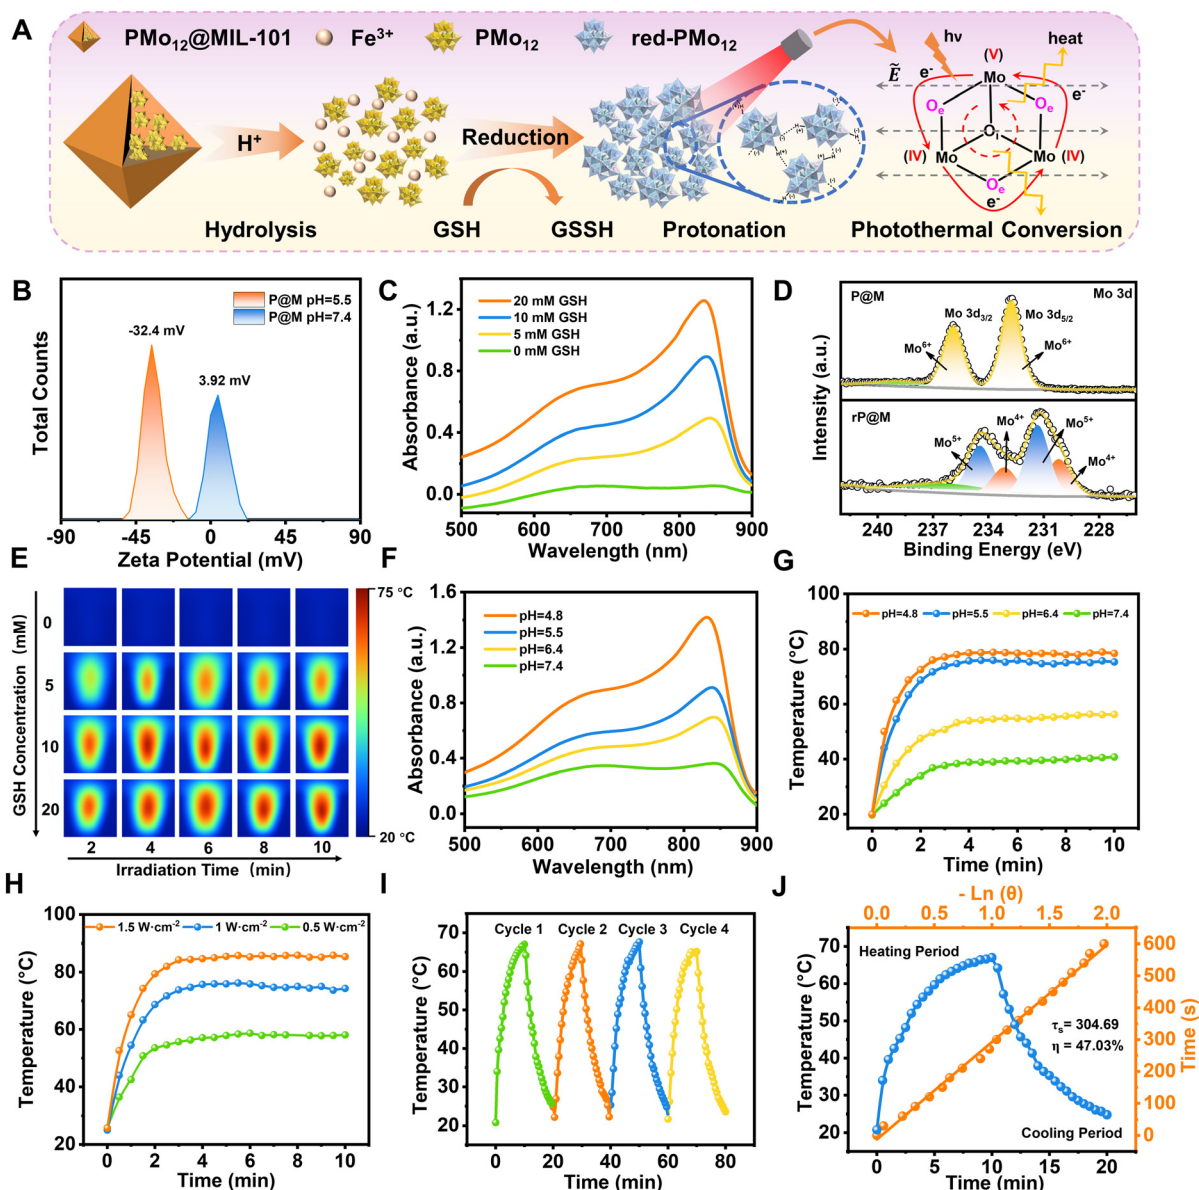 A
PMo12@MIL-101
Fe3+
PMo12
red-PMo12
hν
heat
(V)
Ẽ
e-
Mo
e-
Oe
Oe
H+
Reduction
Oi
(IV)
Mo
Mo
(IV)
Oe
e-
Hydrolysis
GSH
GSSH
Protonation
Photothermal Conversion
B
P@M pH=5.5
P@M pH=7.4
-32.4 mV
3.92 mV
Total Counts
-90 -45 0 45 90
Zeta Potential (mV)
C
20 mM GSH
10 mM GSH
5 mM GSH
0 mM GSH
Absorbance (a.u.)
1.2
0.8
0.4
0.0
500 600 700 800 900
Wavelength (nm)
D
P@M
Mo 3d
Mo 3d3/2
Mo 3d5/2
Mo6+
Mo6+
rP@M
Mo5+
Mo4+
Mo5+
Mo4+
Intensity (a.u.)
240 237 234 231 228
Binding Energy (eV)
E
75 °C
20 °C
GSH Concentration (mM)
0
5
10
20
2 4 6 8 10
Irradiation Time (min)
F
pH=4.8
pH=5.5
pH=6.4
pH=7.4
Absorbance (a.u.)
1.6
1.2
0.8
0.4
0.0
500 600 700 800 900
Wavelength (nm)
G
pH=4.8 pH=5.5 pH=6.4 pH=7.4
Temperature (°C)
100
80
60
40
20
0 2 4 6 8 10
Time (min)
H
1.5 W·cm-2 1 W·cm-2 0.5 W·cm-2
Temperature (°C)
100
80
60
40
20
0 2 4 6 8 10
Time (min)
I
Cycle 1 Cycle 2 Cycle 3 Cycle 4
Temperature (°C)
70
60
50
40
30
20
0 20 40 60 80
Time (min)
J
- Ln (θ)
0.0 0.5 1.0 1.5 2.0
Heating Period
τs= 304.69
η = 47.03%
Cooling Period
Temperature (°C)
70
60
50
40
30
20
Time (s)
600
500
400
300
200
100
0
0 5 10 15 20
Time (min)